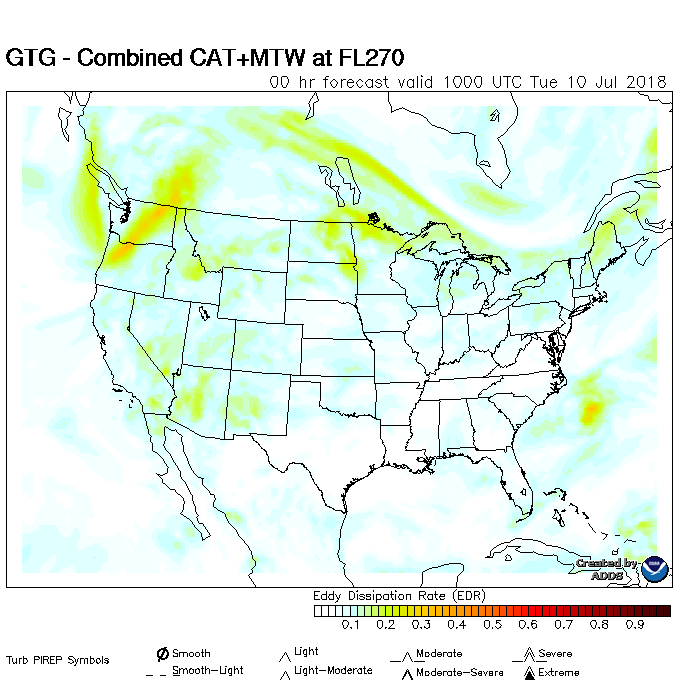 GTG - Combined CAT+MTW at FL270
00 hr forecast valid 1000 UTC Tue 10 Jul 2018
Created by
ADDS
Eddy Dissipation Rate (EDR)
0.1 0.2 0.3 0.4 0.5 0.6 0.7 0.8 0.9
Turb PIREP Symbols
Smooth Light Moderate Severe
Smooth-Light Light-Moderate Moderate-Severe Extreme